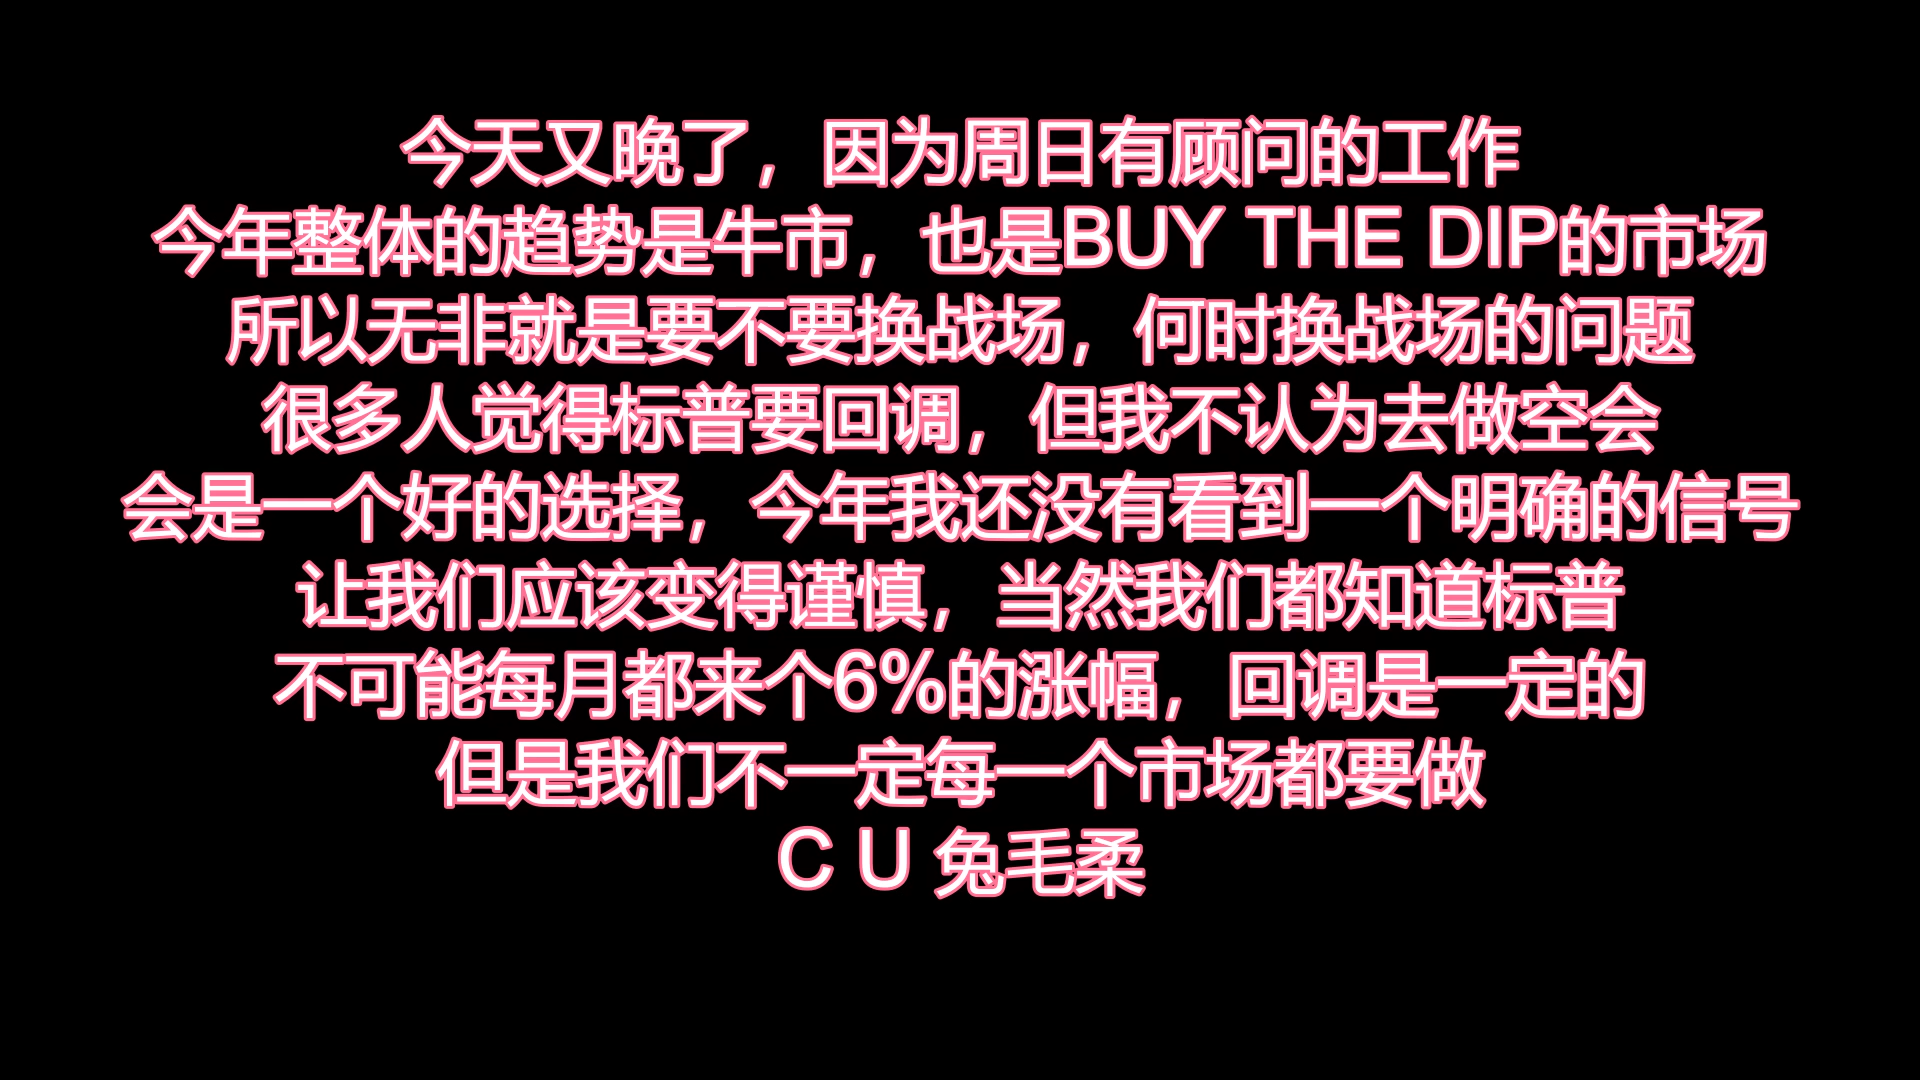 今天又晚了，因为周日有顾问的工作
今年整体的趋势是牛市，也是BUY THE DIP的市场
所以无非就是要不要换战场，何时换战场的问题
很多人觉得标普要回调，但我不认为去做空会
会是一个好的选择，今年我还没有看到一个明确的信号
让我们应该变得谨慎，当然我们都知道标普
不可能每月都来个6%的涨幅，回调是一定的
但是我们不一定每一个市场都要做
C U 兔毛柔